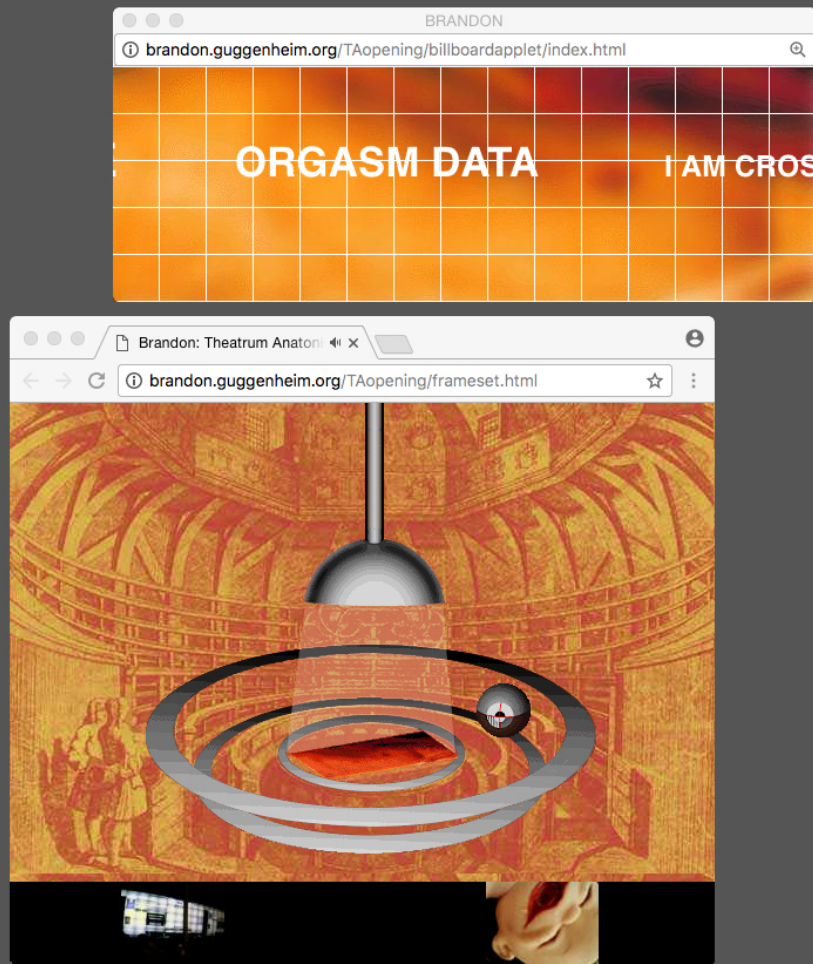 BRANDON
brandon.guggenheim.org/TAopening/billboardapplet/index.html
ORGASM DATA I AM CROS
Brandon: Theatrum Anatom
brandon.guggenheim.org/TAopening/frameset.html